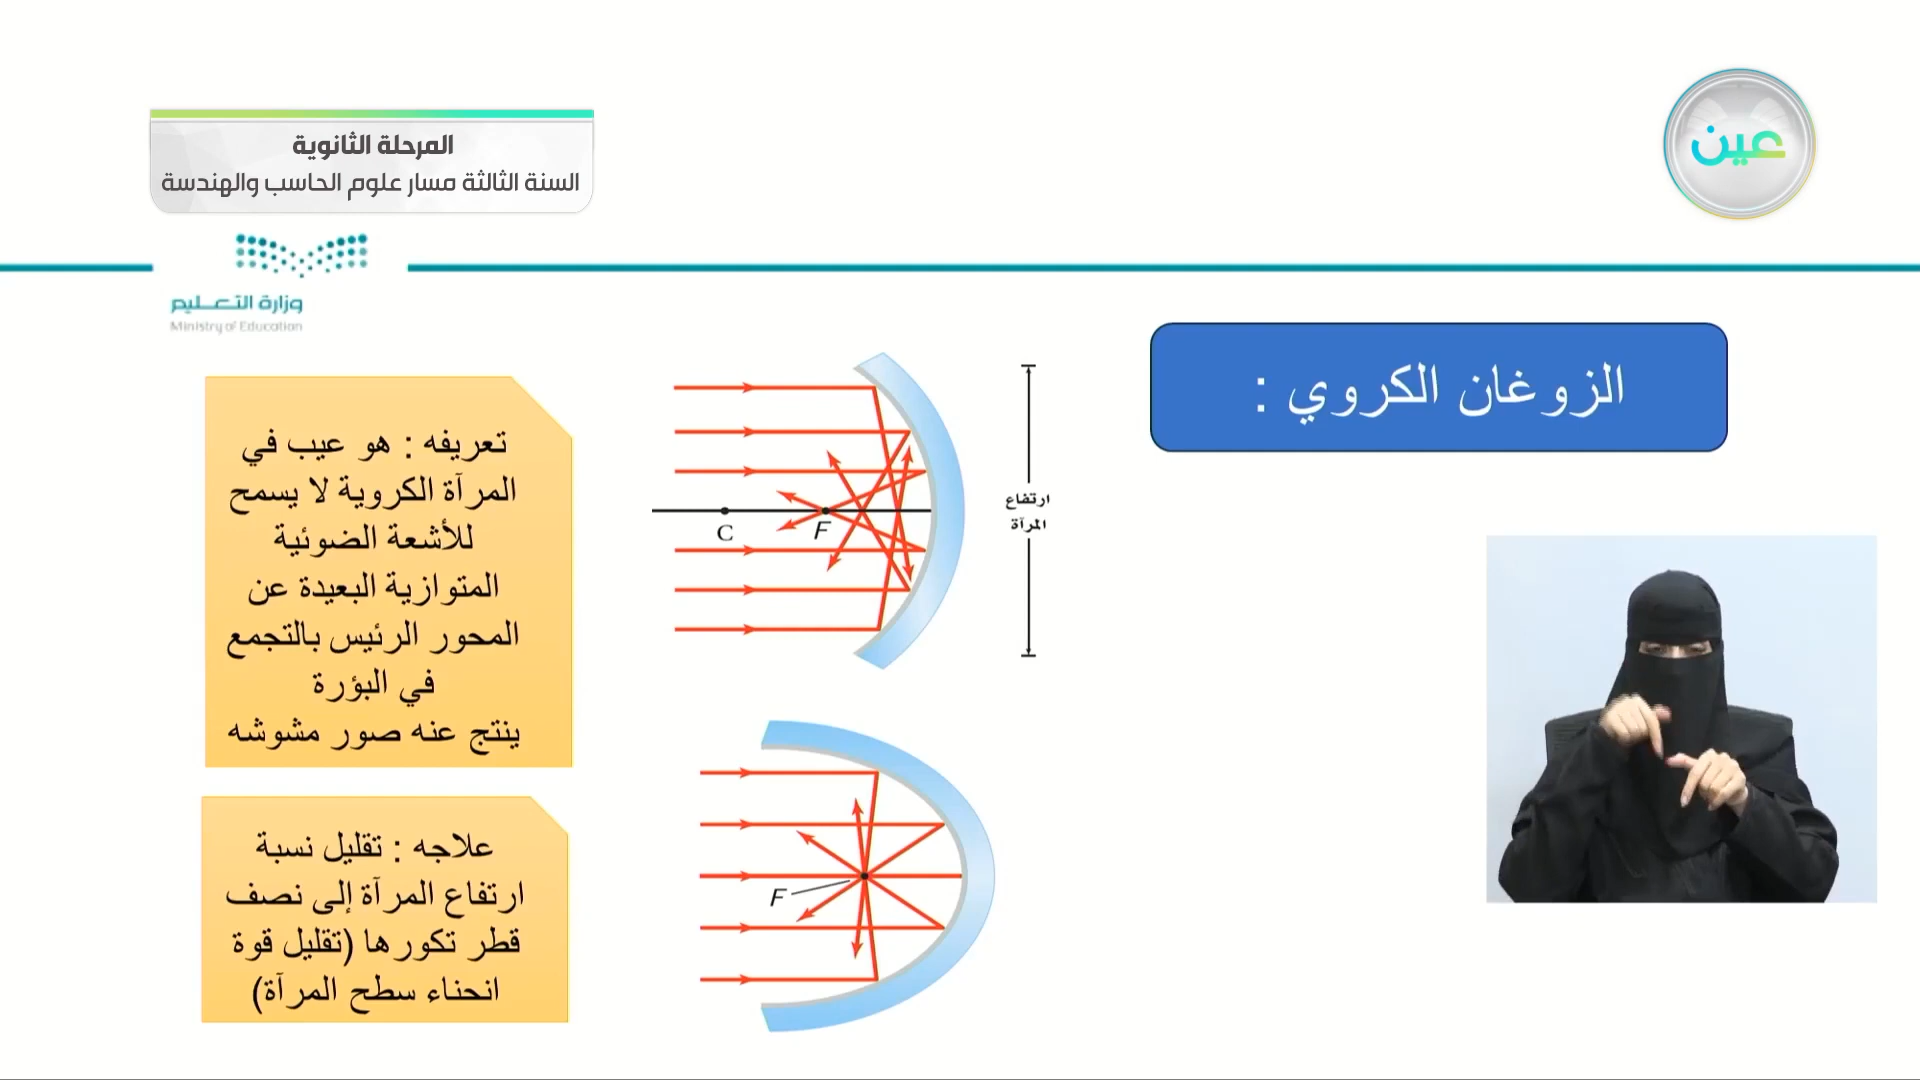 المرحلة الثانوية
السنة الثالثة مسار علوم الحاسب والهندسة
عين
وزارة التعـــليم
Ministry of Education
الزوغان الكروي :
تعريفه : هو عيب في
المرآة الكروية لا يسمح
للأشعة الضوئية
المتوازية البعيدة عن
المحور الرئيس بالتجمع
في البؤرة
ينتج عنه صور مشوشه
ارتفاع
المرآة
C
F
علاجه : تقليل نسبة
ارتفاع المرآة إلى نصف
قطر تكورها (تقليل قوة
انحناء سطح المرآة)
F